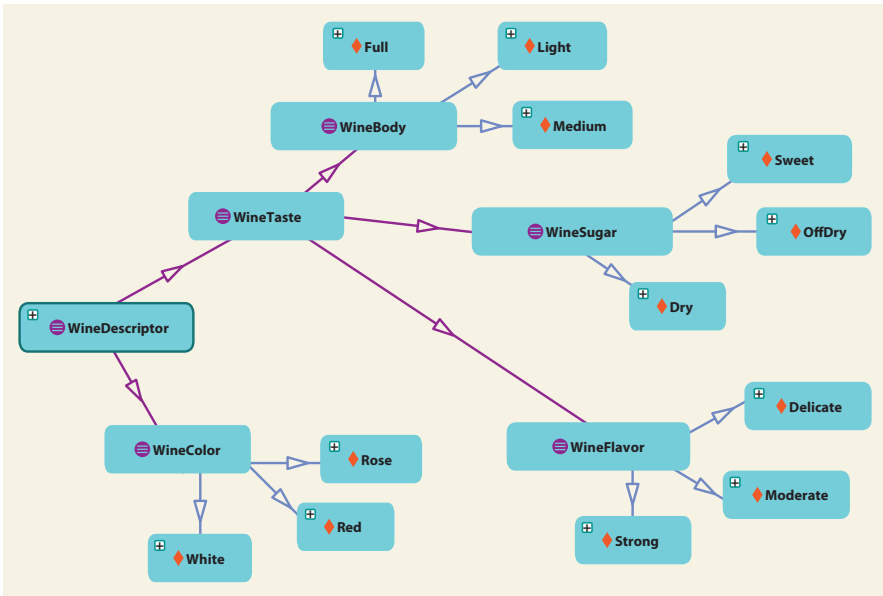 Full
Light
WineBody
Medium
Sweet
WineTaste
WineSugar
OffDry
Dry
WineDescriptor
Delicate
WineColor
Rose
WineFlavor
Moderate
Red
White
Strong